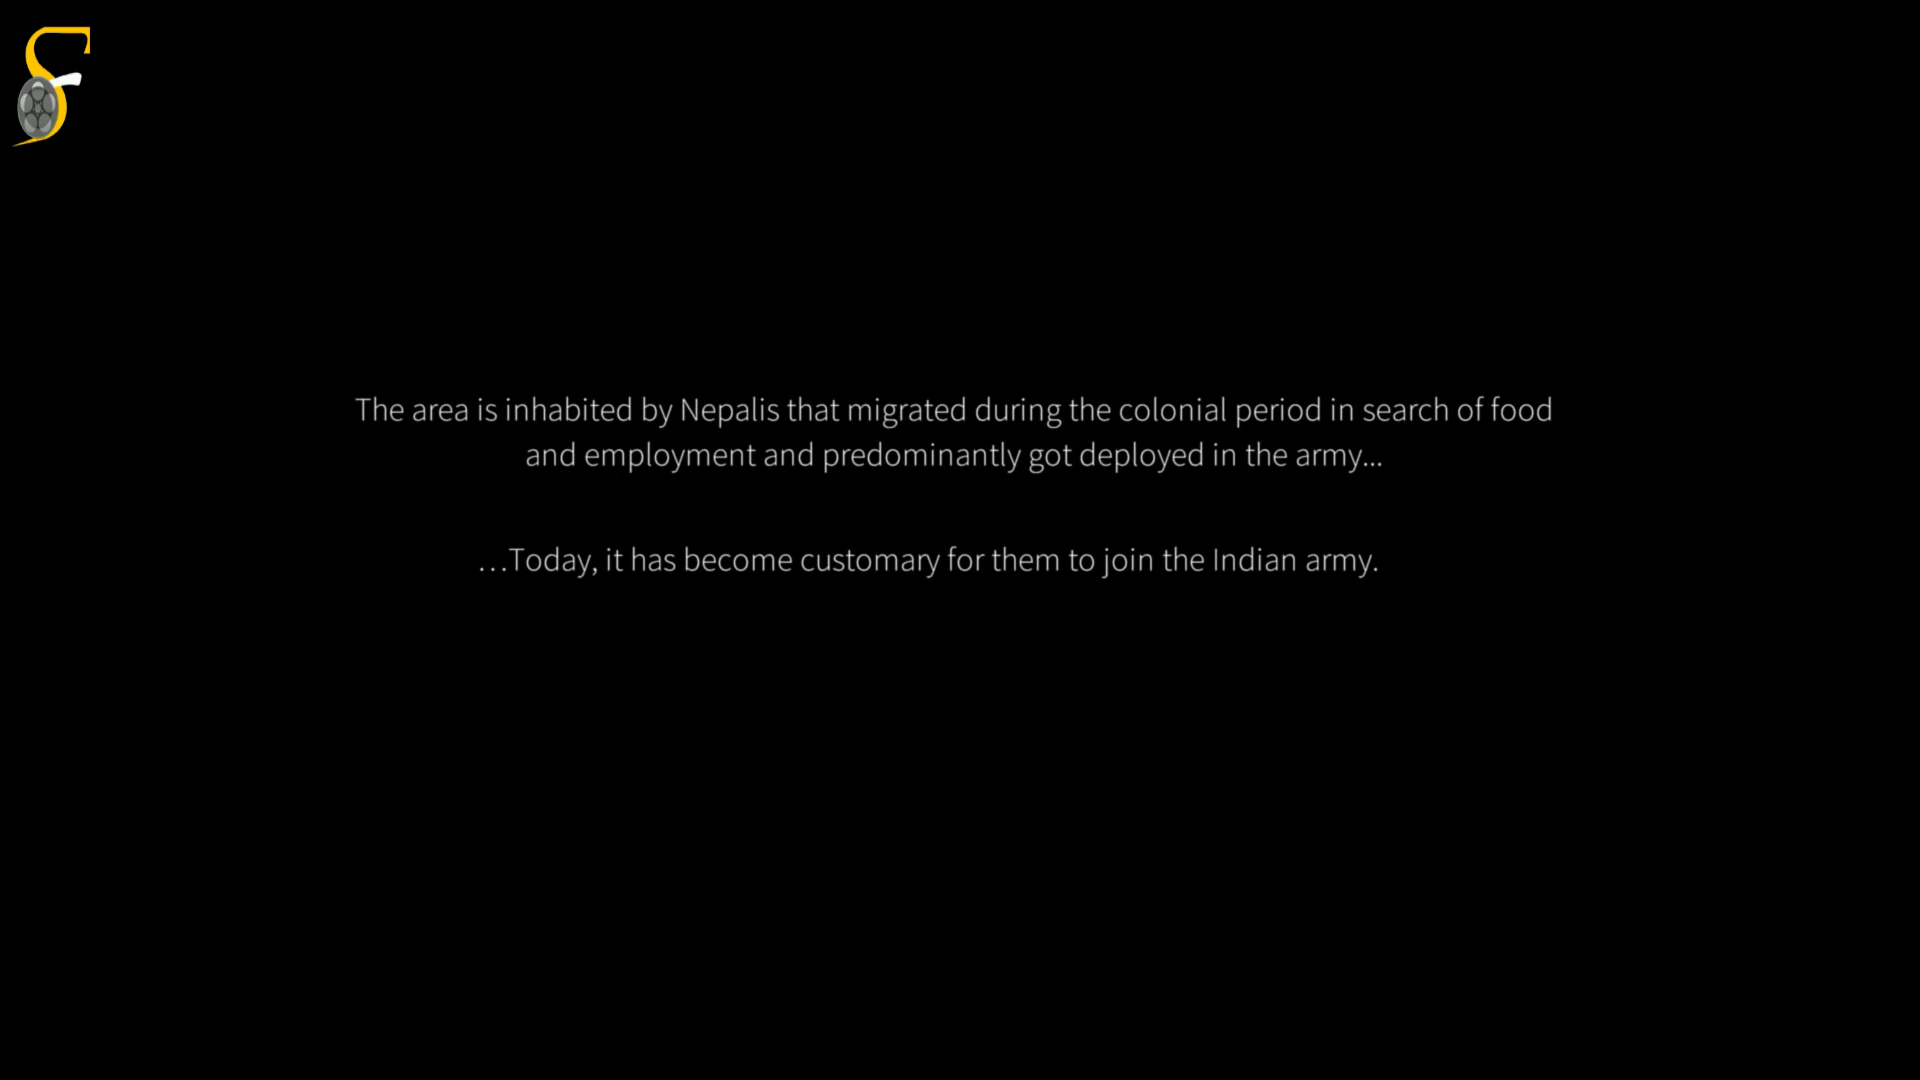 The area is inhabited by Nepalis that migrated during the colonial period in search of food
and employment and predominantly got deployed in the army...
...Today, it has become customary for them to join the Indian army.